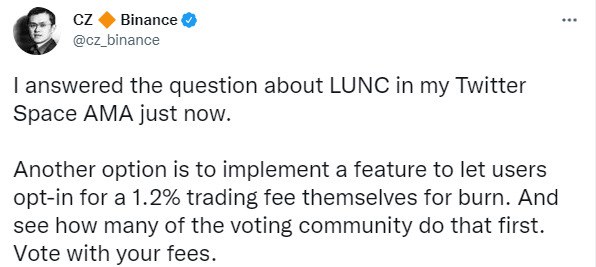 CZ 🔶 Binance
@cz_binance
I answered the question about LUNC in my Twitter
Space AMA just now.
Another option is to implement a feature to let users
opt-in for a 1.2% trading fee themselves for burn. And
see how many of the voting community do that first.
Vote with your fees.